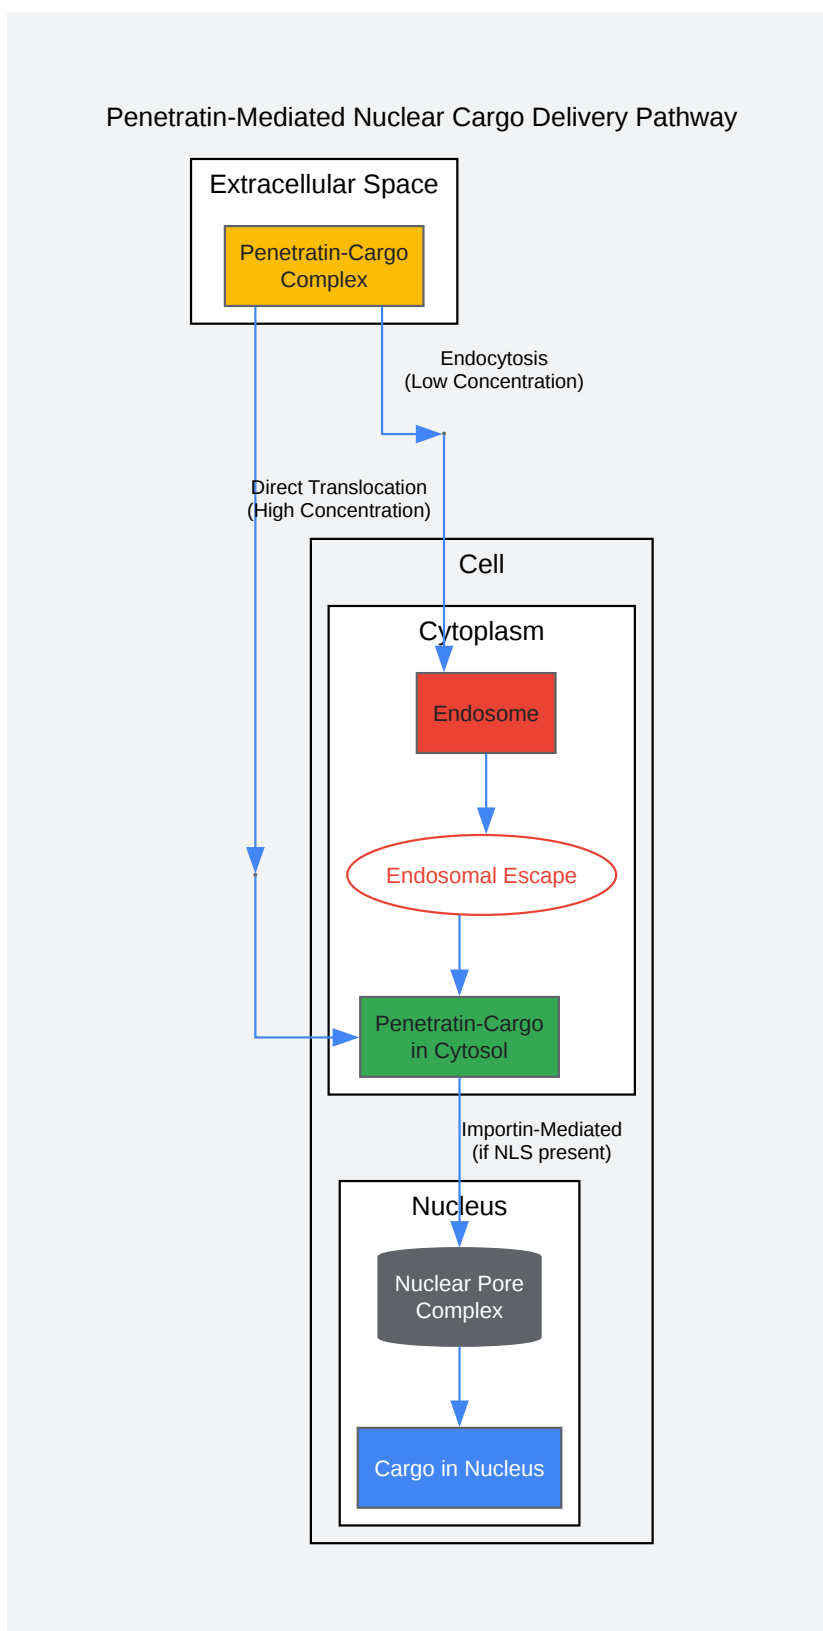 Penetratin-Mediated Nuclear Cargo Delivery Pathway
Extracellular Space
Penetratin-Cargo
Complex
Endocytosis
(Low Concentration)
Direct Translocation
(High Concentration)
Cell
Cytoplasm
Endosome
Endosomal Escape
Penetratin-Cargo
in Cytosol
Importin-Mediated
(if NLS present)
Nucleus
Nuclear Pore
Complex
Cargo in Nucleus